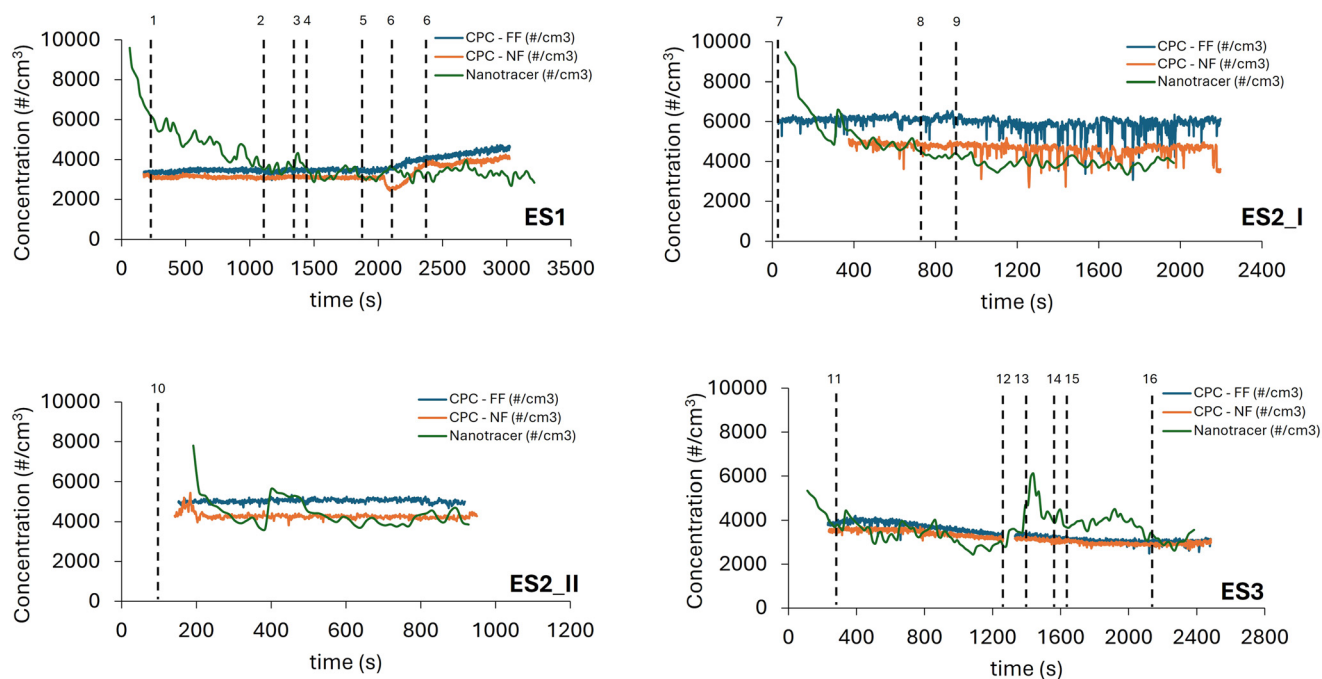 1 2 3 4 5 6 6
10000
8000
6000
4000
2000
0
Concentration (#/cm³)
CPC - FF (#/cm3)
CPC - NF (#/cm3)
Nanotracer (#/cm3)
ES1
0 500 1000 1500 2000 2500 3000 3500
time (s)
7 8 9
10000
8000
6000
4000
2000
0
Concentration (#/cm³)
CPC - FF (#/cm3)
CPC - NF (#/cm3)
Nanotracer (#/cm3)
ES2_I
0 400 800 1200 1600 2000 2400
time (s)
10
10000
8000
6000
4000
2000
0
Concentration (#/cm³)
CPC - FF (#/cm3)
CPC - NF (#/cm3)
Nanotracer (#/cm3)
ES2_II
0 200 400 600 800 1000 1200
time (s)
11 12 13 14 15 16
10000
8000
6000
4000
2000
0
Concentration (#/cm³)
CPC - FF (#/cm3)
CPC - NF (#/cm3)
Nanotracer (#/cm3)
ES3
0 400 800 1200 1600 2000 2400 2800
time (s)